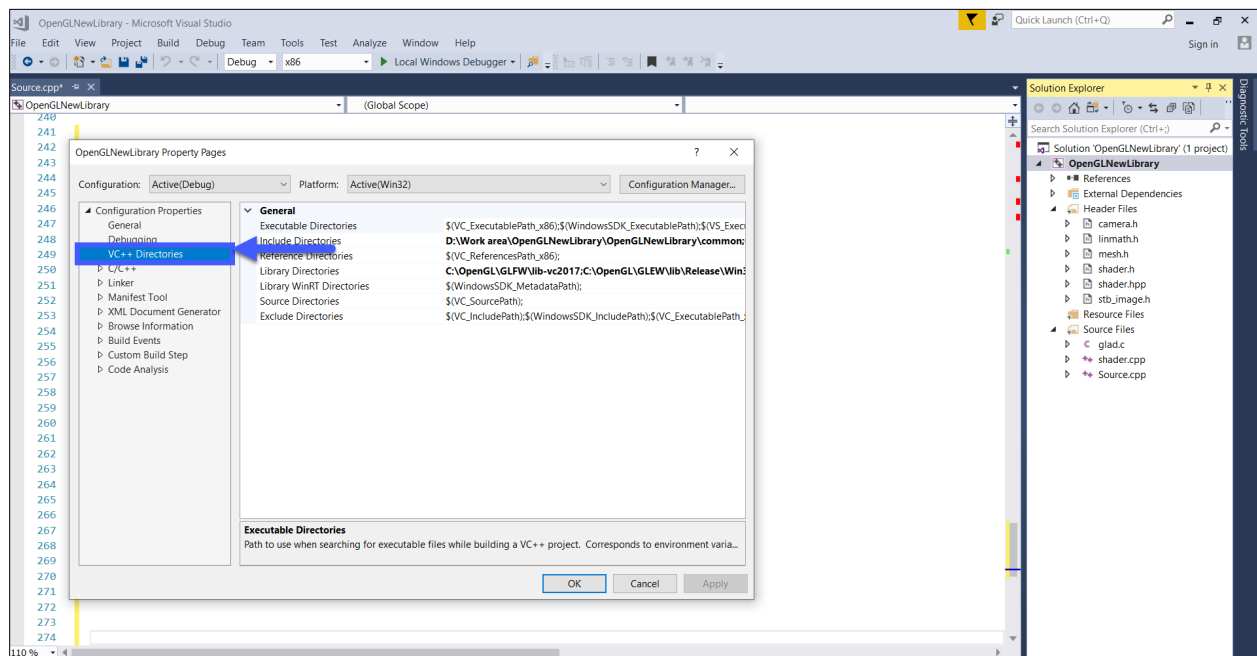 OpenGLNewLibrary - Microsoft Visual Studio
Quick Launch (Ctrl+Q)
File Edit View Project Build Debug Team Tools Test Analyze Window Help
Sign in
Debug x86 Local Windows Debugger
Source.cpp*
OpenGLNewLibrary (Global Scope)
240
241
242
243
244
245
246
247
248
249
250
251
252
253
254
255
256
257
258
259
260
261
262
263
264
265
266
267
268
269
270
271
272
273
274
110 %
OpenGLNewLibrary Property Pages
? 
Configuration: Active(Debug) Platform: Active(Win32) Configuration Manager...
Configuration Properties
General
Debugging
VC++ Directories
C/C++
Linker
Manifest Tool
XML Document Generator
Browse Information
Build Events
Custom Build Step
Code Analysis
General
Executable Directories $(VC_ExecutablePath_x86);$(WindowsSDK_ExecutablePath);$(VS_Execu
Include Directories D:\Work area\OpenGLNewLibrary\OpenGLNewLibrary\common;
Reference Directories $(VC_ReferencesPath_x86);
Library Directories C:\OpenGL\GLFW\lib-vc2017;C:\OpenGL\GLEW\lib\Release\Win3
Library WinRT Directories $(WindowsSDK_MetadataPath);
Source Directories $(VC_SourcePath);
Exclude Directories $(VC_IncludePath);$(WindowsSDK_IncludePath);$(VC_ExecutablePath_
Executable Directories
Path to use when searching for executable files while building a VC++ project. Corresponds to environment varia...
OK Cancel Apply
Solution Explorer
Search Solution Explorer (Ctrl+;)
Solution 'OpenGLNewLibrary' (1 project)
OpenGLNewLibrary
References
External Dependencies
Header Files
camera.h
linmath.h
mesh.h
shader.h
shader.hpp
stb_image.h
Resource Files
Source Files
glad.c
shader.cpp
Source.cpp
Diagnostic Tools